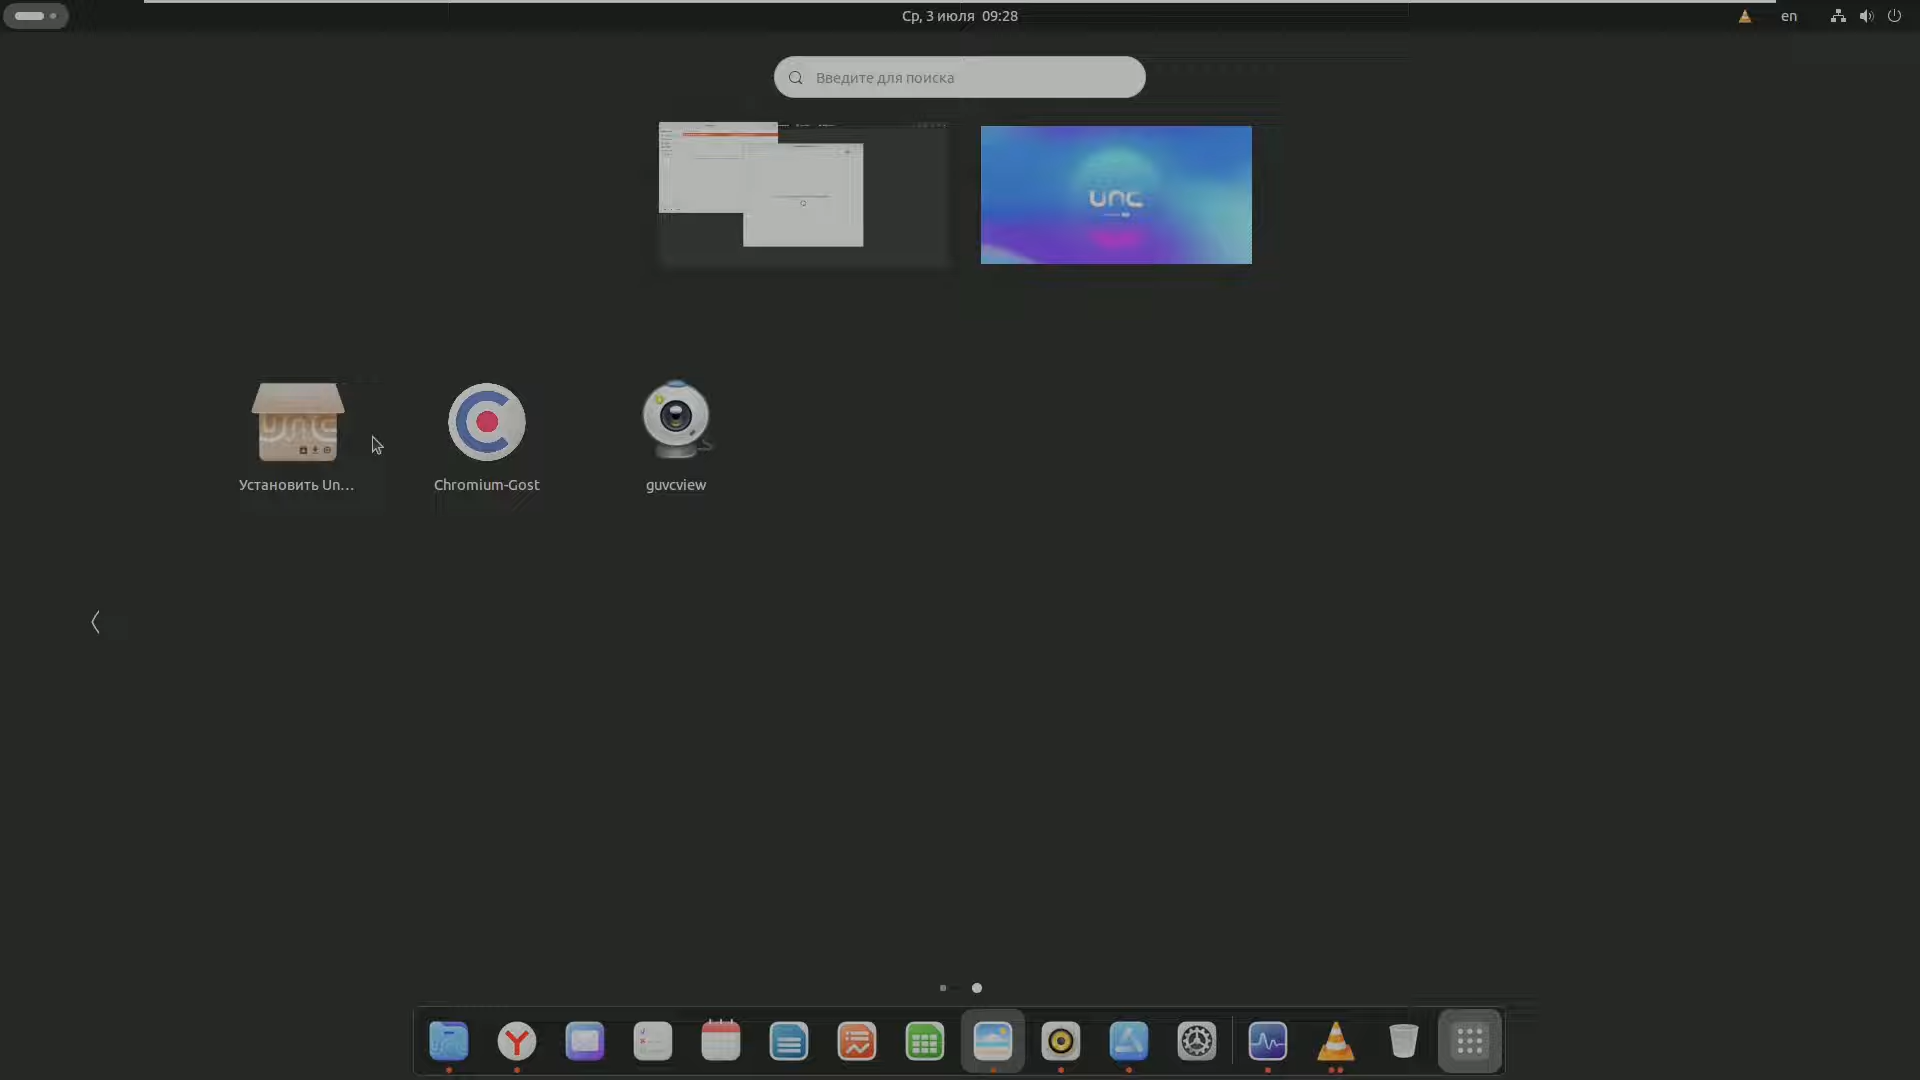 Ср, 3 июля 09:28
en
Введите для поиска
unc
Установить Un...
Chromium-Gost
guvcview